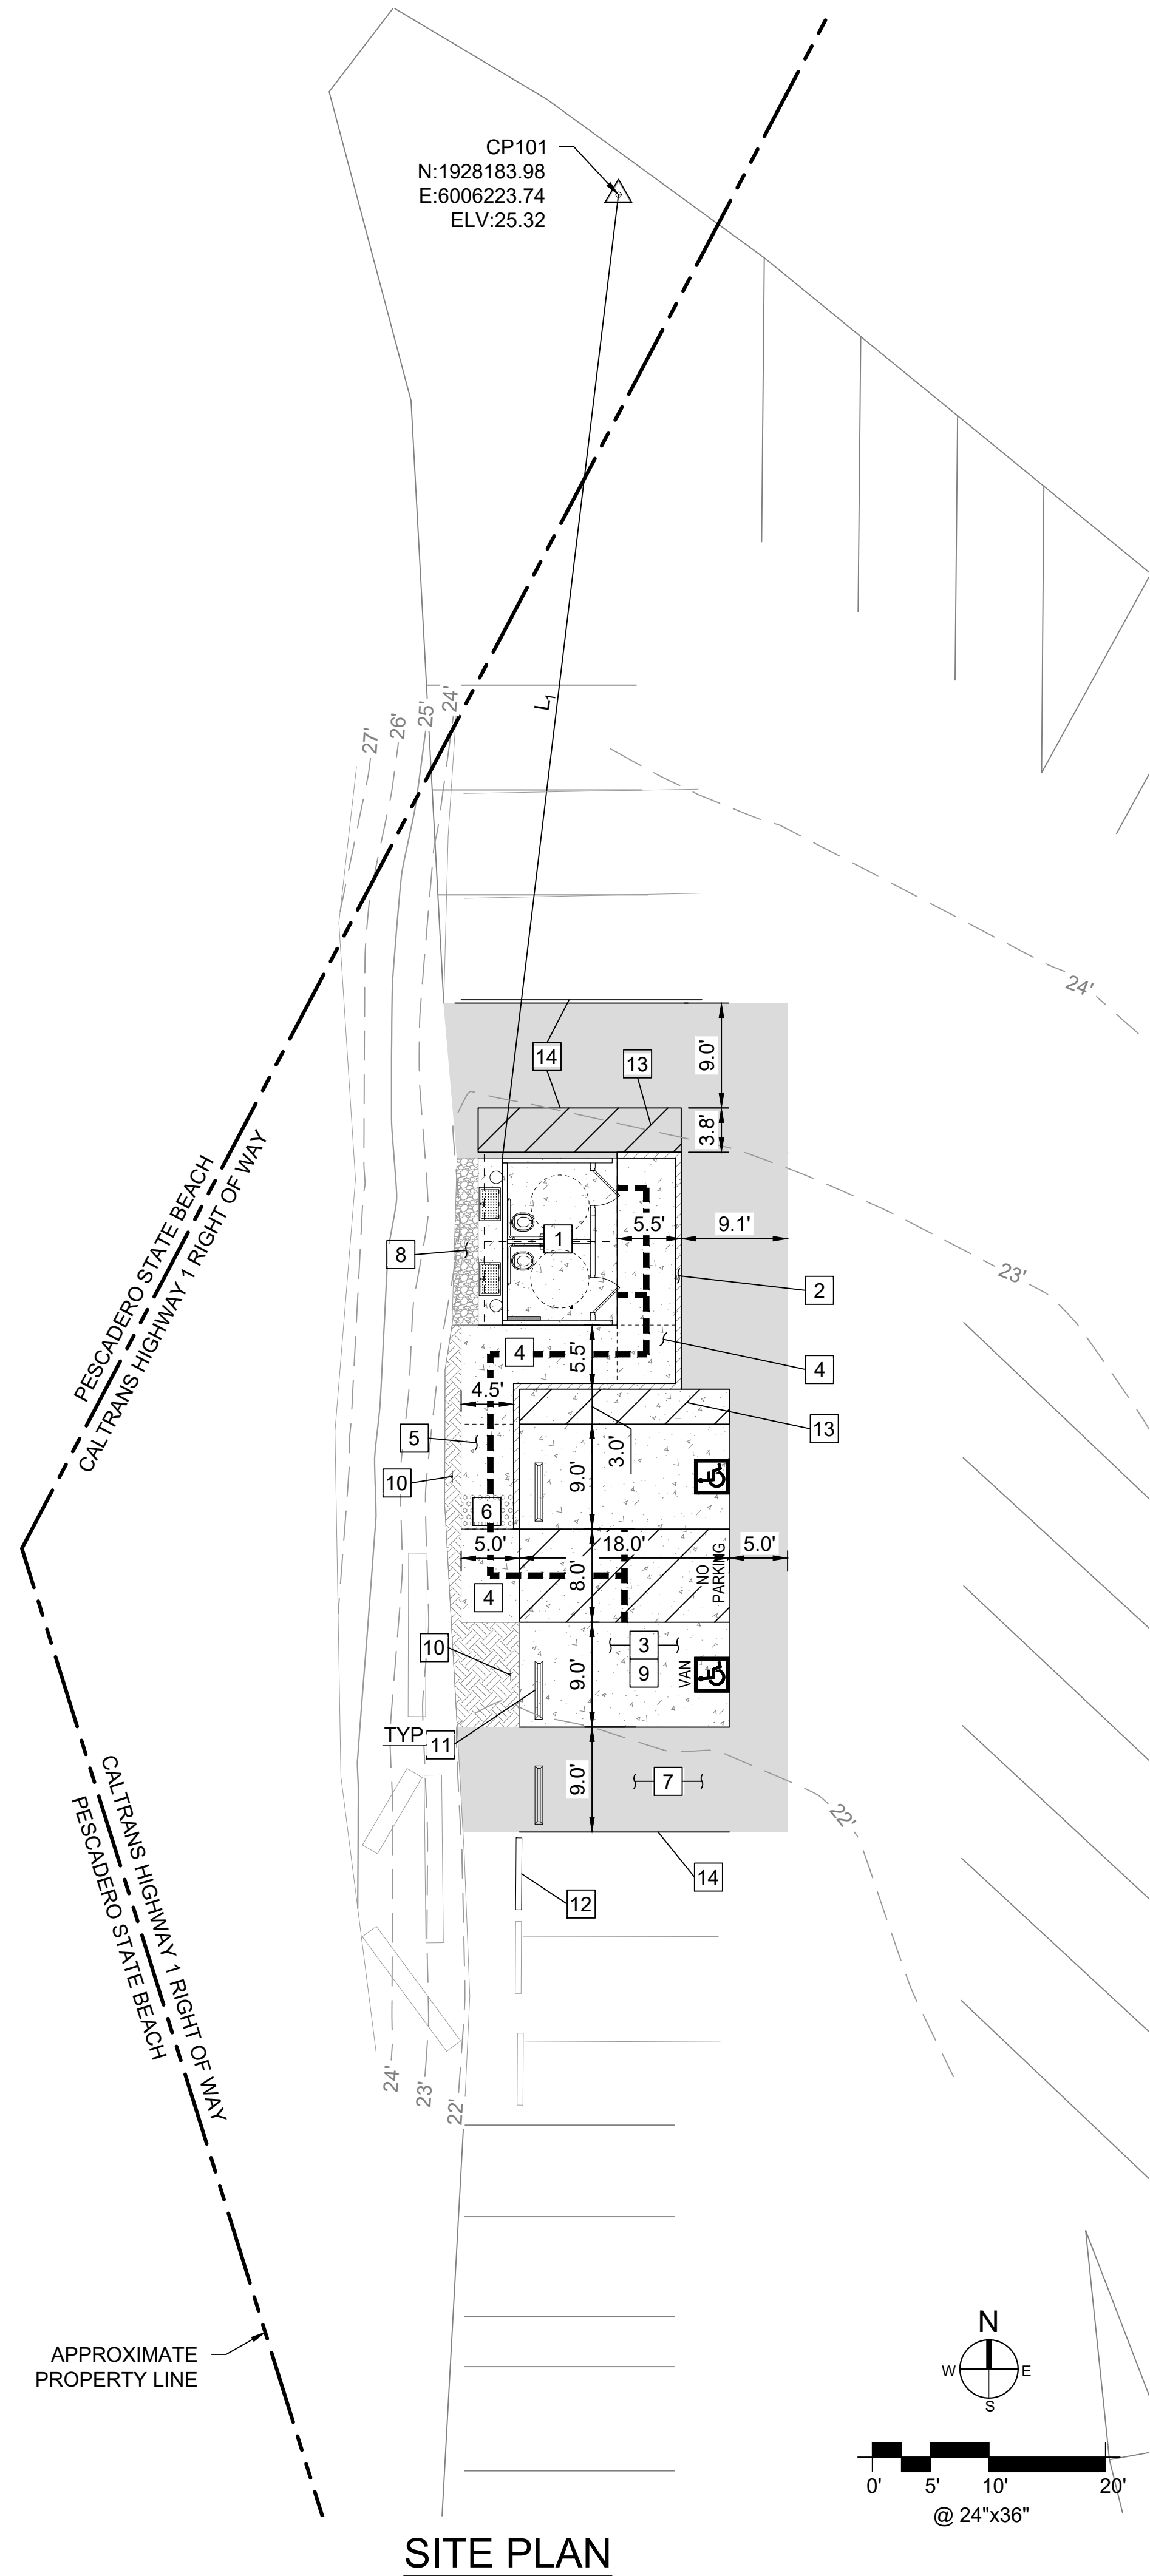 CP101
N:1928183.98
E:6006223.74
ELV:25.32
L1
27'
26'
25'
24'
24'
9.0'
14
13
3.8'
PESCADERO STATE BEACH
CALTRANS HIGHWAY 1 RIGHT OF WAY
8
1
5.5'
9.1'
23'
2
4
5.5'
4
4.5'
5
3.0'
13
10
9.0'
6
5.0'
18.0'
5.0'
8.0'
NO
PARKING
4
10
3
9
VAN
9.0'
TYP
11
9.0'
7
22'
14
12
CALTRANS HIGHWAY 1 RIGHT OF WAY
PESCADERO STATE BEACH
24'
23'
22'
APPROXIMATE
PROPERTY LINE
N
W
E
S
0'
5'
10'
20'
@ 24"x36"
SITE PLAN